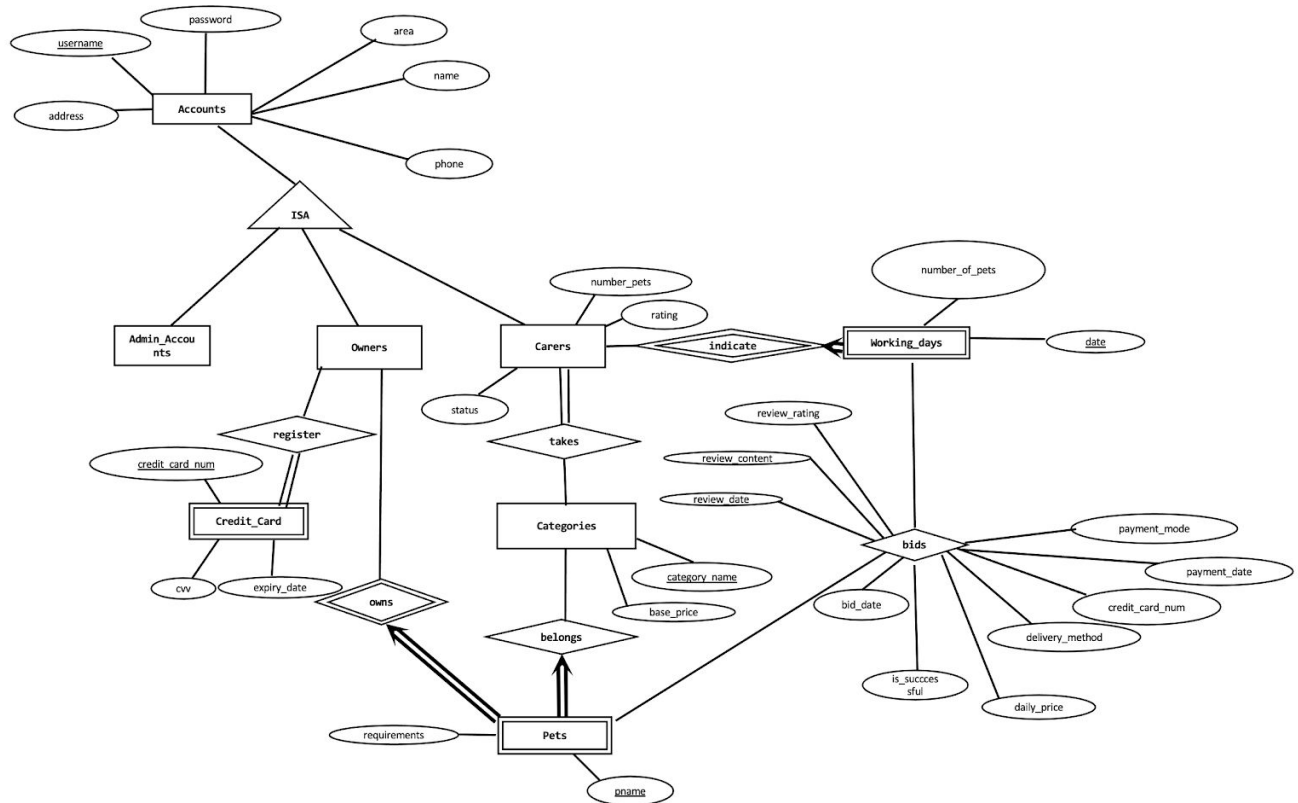 password
username
area
name
address
Accounts
phone
ISA
number_of_pets
number_pets
rating
Admin_Accou
nts
Owners
Carers
indicate
Working_days
date
status
review_rating
register
takes
review_content
credit_card_num
review_date
Credit_Card
Categories
payment_mode
bids
payment_date
category_name
cvv
expiry_date
owns
base_price
bid_date
credit_card_num
belongs
delivery_method
is_succces
sful
daily_price
requirements
Pets
pname